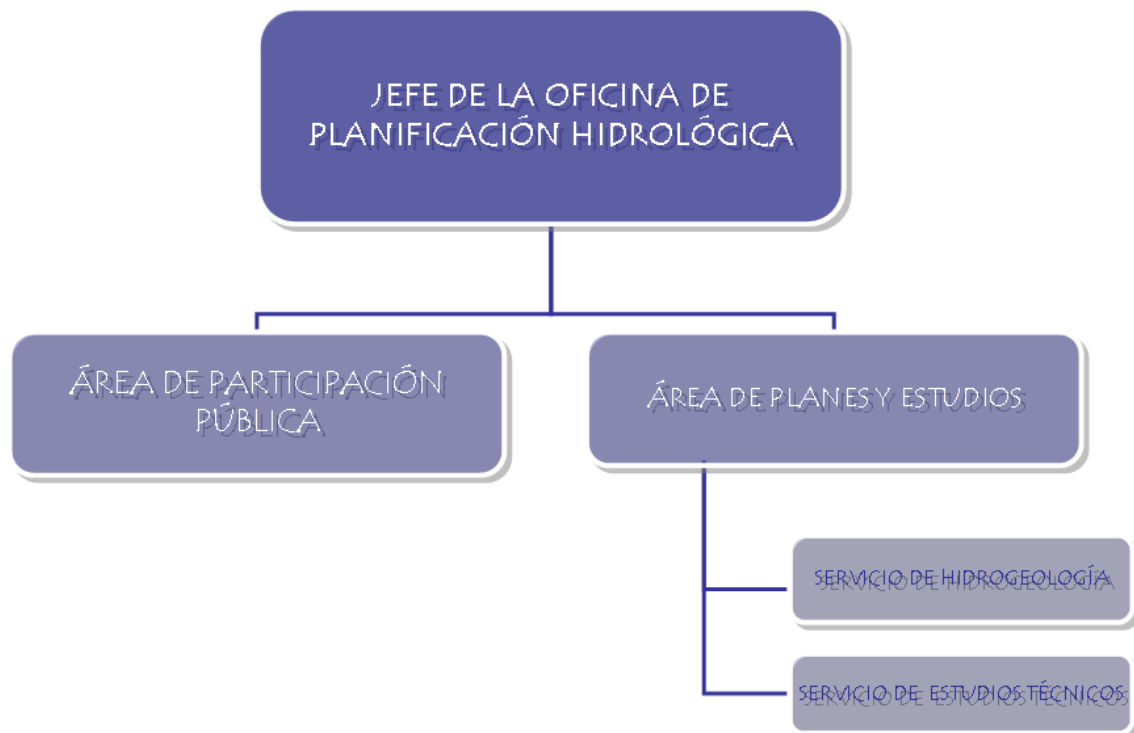 JEFE DE LA OFICINA DE
PLANIFICACIÓN HIDROLÓGICA
ÁREA DE PARTICIPACIÓN
PÚBLICA
ÁREA DE PLANES Y ESTUDIOS
SERVICIO DE HIDROGEOLOGÍA
SERVICIO DE ESTUDIOS TÉCNICOS